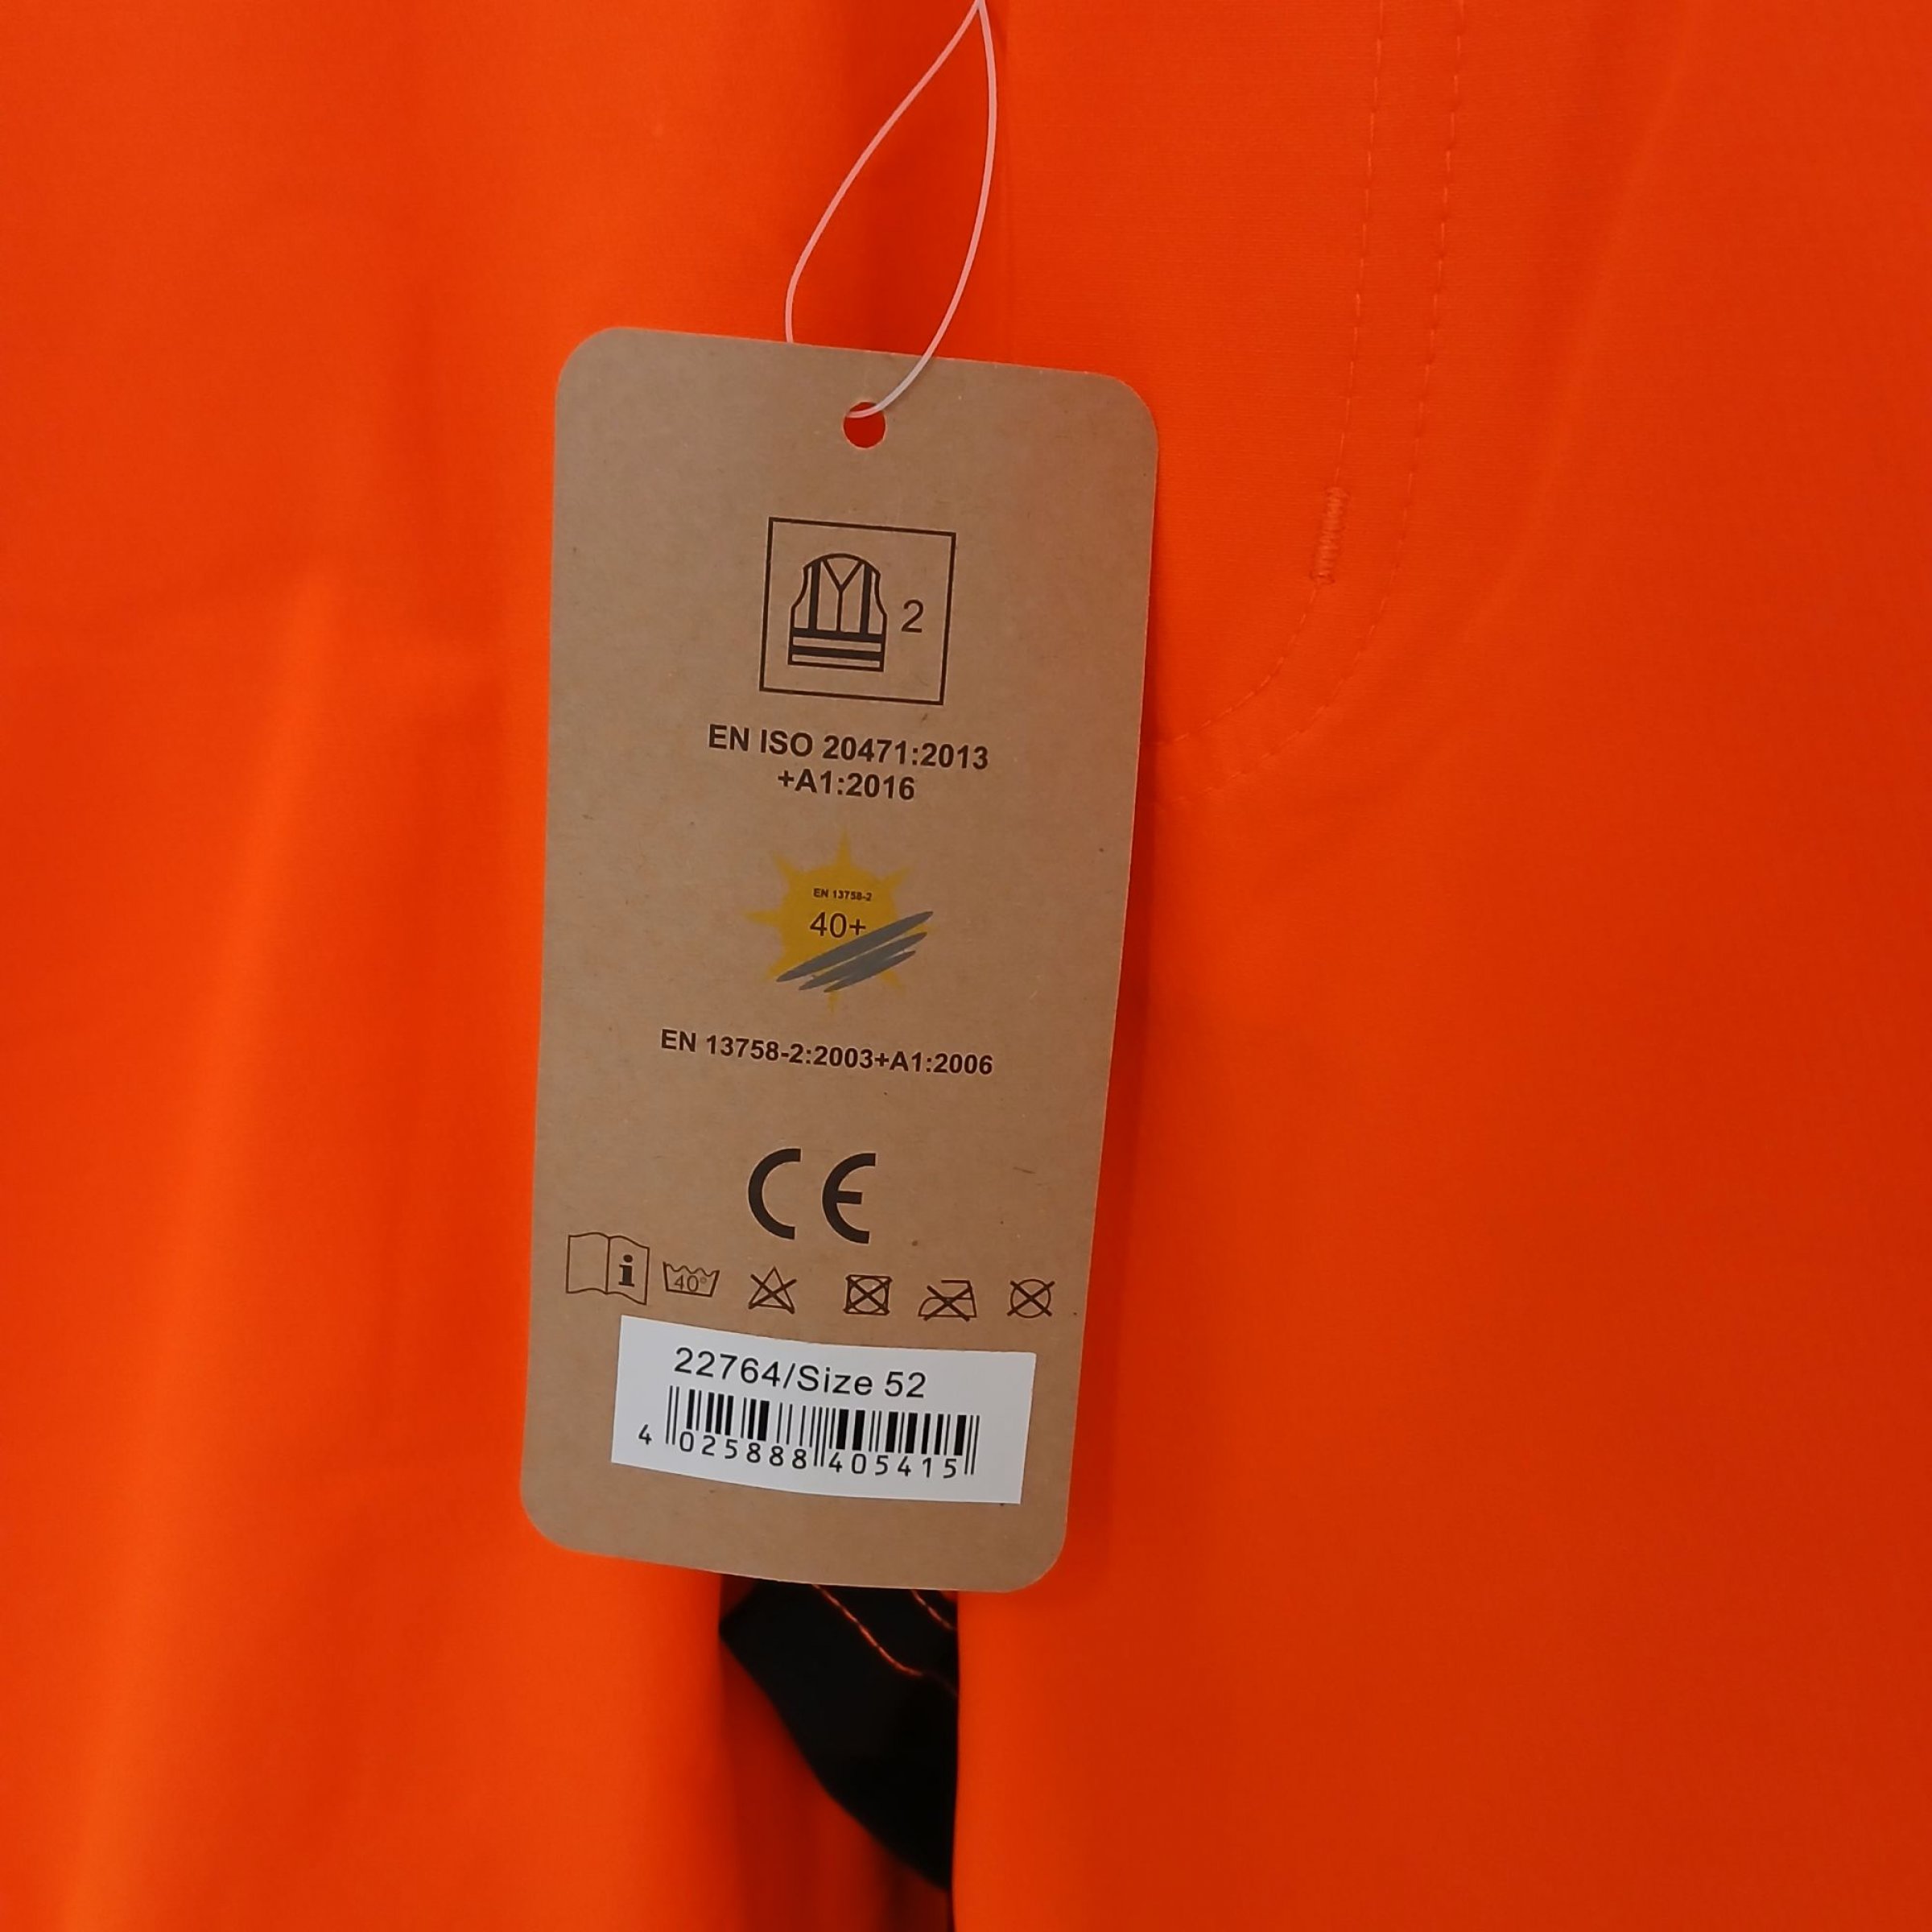 2
EN ISO 20471:2013
+A1:2016
EN 13758-2
40+
EN 13758-2:2003+A1:2006
CE
i
40°
22764/Size 52
4 025888 405415